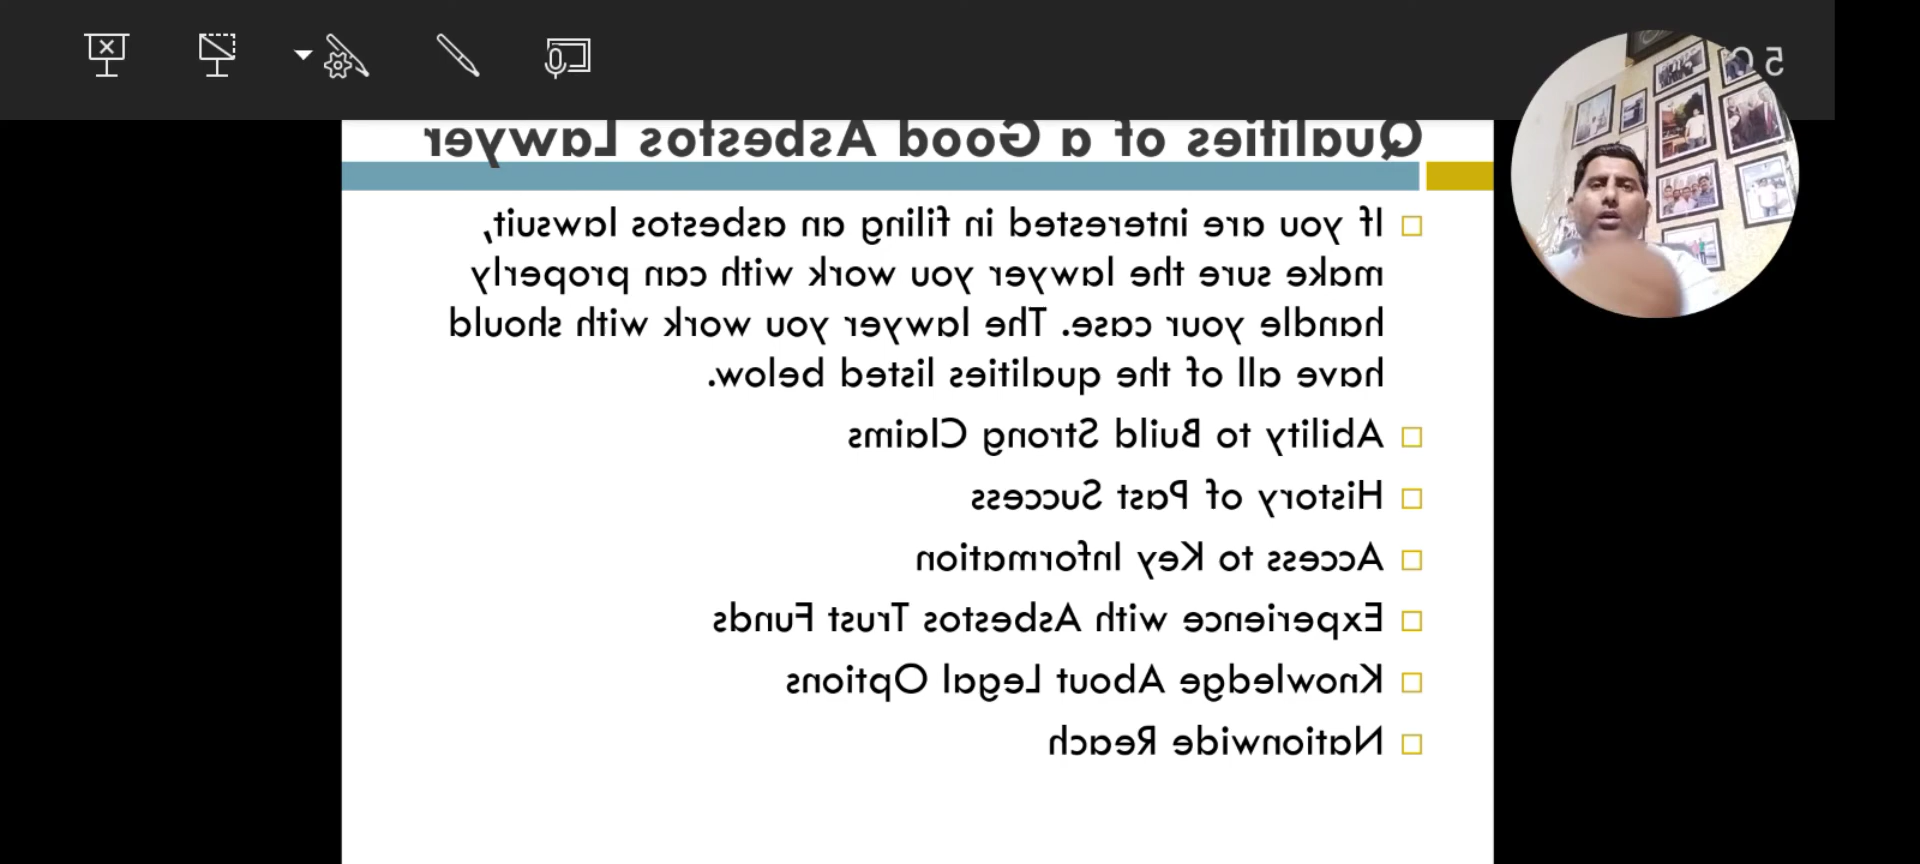 Qualities of a Good Asbestos Lawyer
If you are interested in filing an asbestos lawsuit,
make sure the lawyer you work with can properly
handle your case. The lawyer you work with should
have all of the qualities listed below.
Ability to Build Strong Claims
History of Past Success
Access to Key Information
Experience with Asbestos Trust Funds
Knowledge About Legal Options
Nationwide Reach